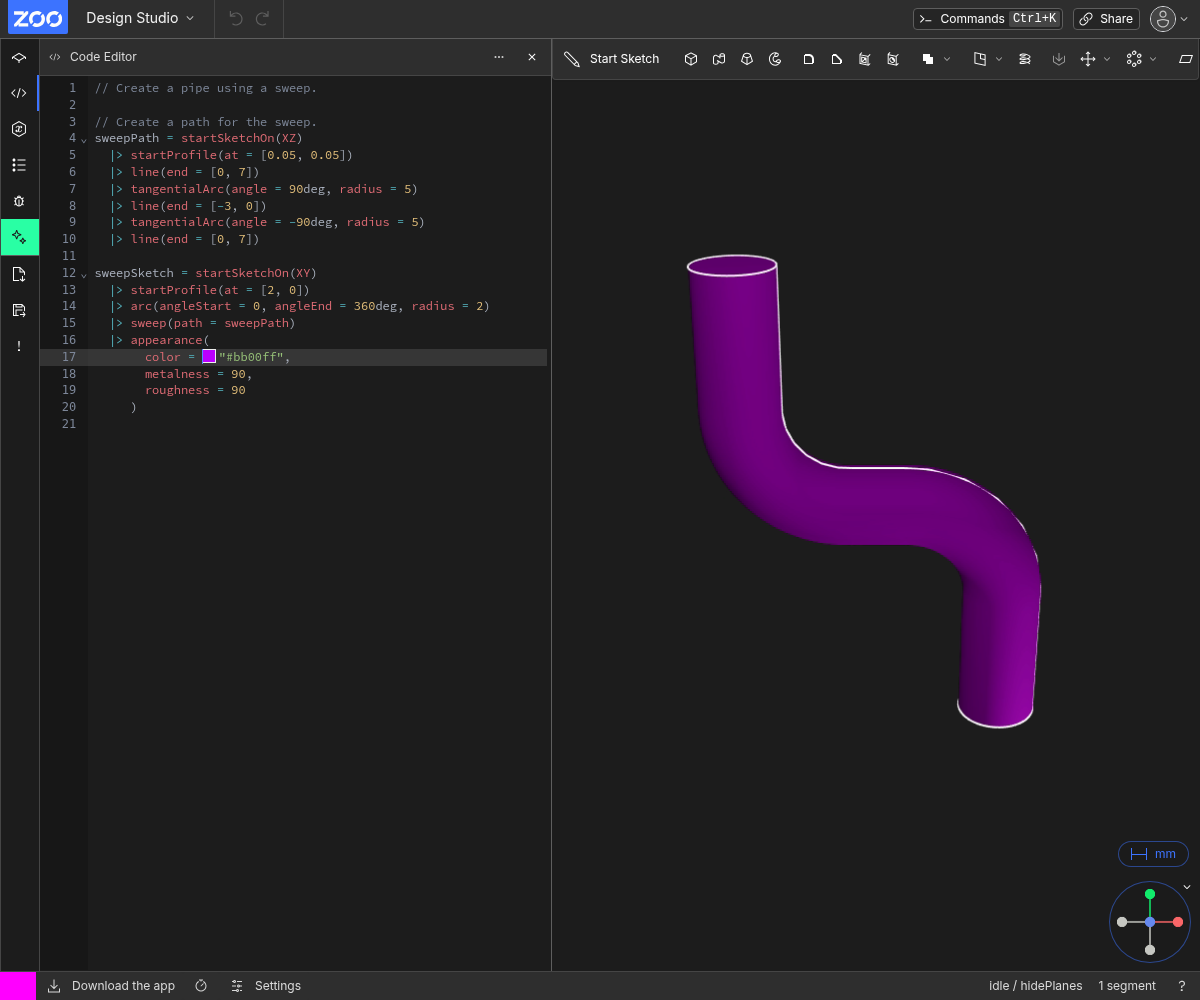 ZOO
Design Studio
Commands Ctrl+K
Share
Code Editor
Start Sketch
1 // Create a pipe using a sweep.
2
3 // Create a path for the sweep.
4 sweepPath = startSketchOn(XZ)
5 |> startProfile(at = [0.05, 0.05])
6 |> line(end = [0, 7])
7 |> tangentialArc(angle = 90deg, radius = 5)
8 |> line(end = [-3, 0])
9 |> tangentialArc(angle = -90deg, radius = 5)
10 |> line(end = [0, 7])
11
12 sweepSketch = startSketchOn(XY)
13 |> startProfile(at = [2, 0])
14 |> arc(angleStart = 0, angleEnd = 360deg, radius = 2)
15 |> sweep(path = sweepPath)
16 |> appearance(
17 color = "#bb00ff",
18 metalness = 90,
19 roughness = 90
20 )
21
mm
Download the app
Settings
idle / hidePlanes
1 segment
?